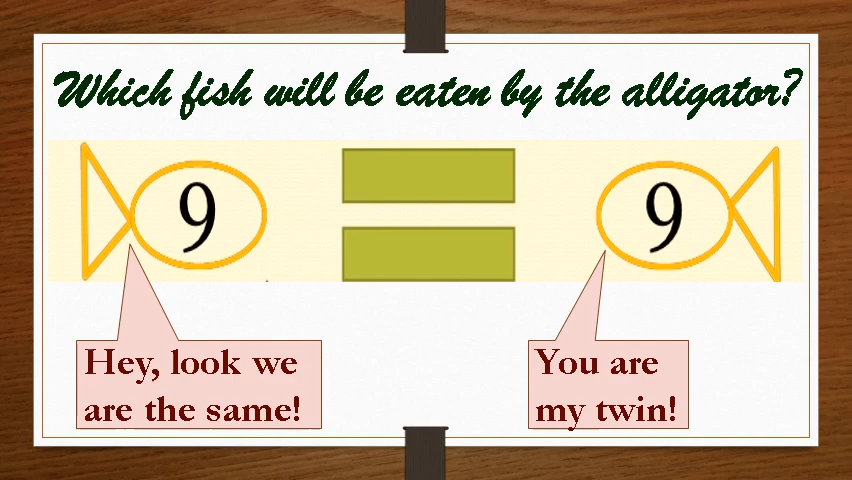 Which fish will be eaten by the alligator?
9 = 9
Hey, look we
are the same!
You are
my twin!